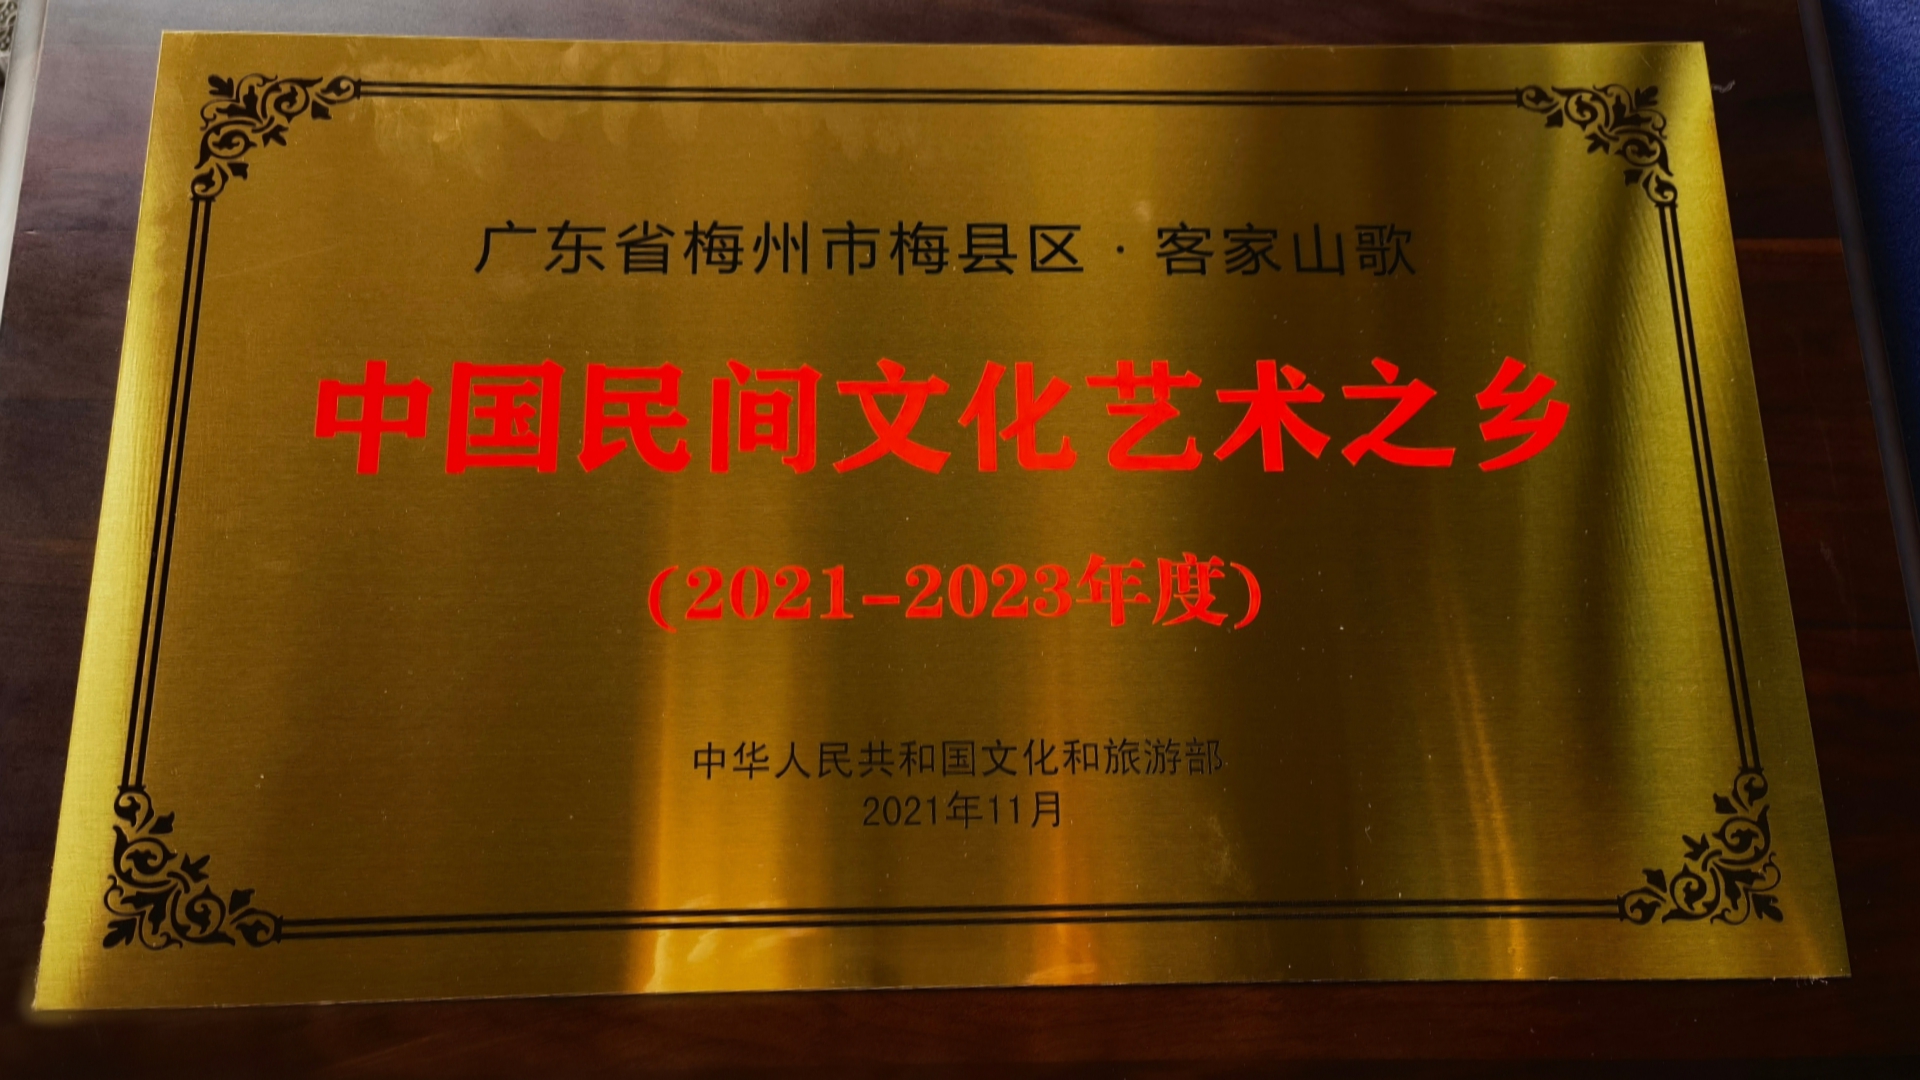 广东省梅州市梅县区·客家山歌
中国民间文化艺术之乡
(2021-2023年度)
中华人民共和国文化和旅游部
2021年11月